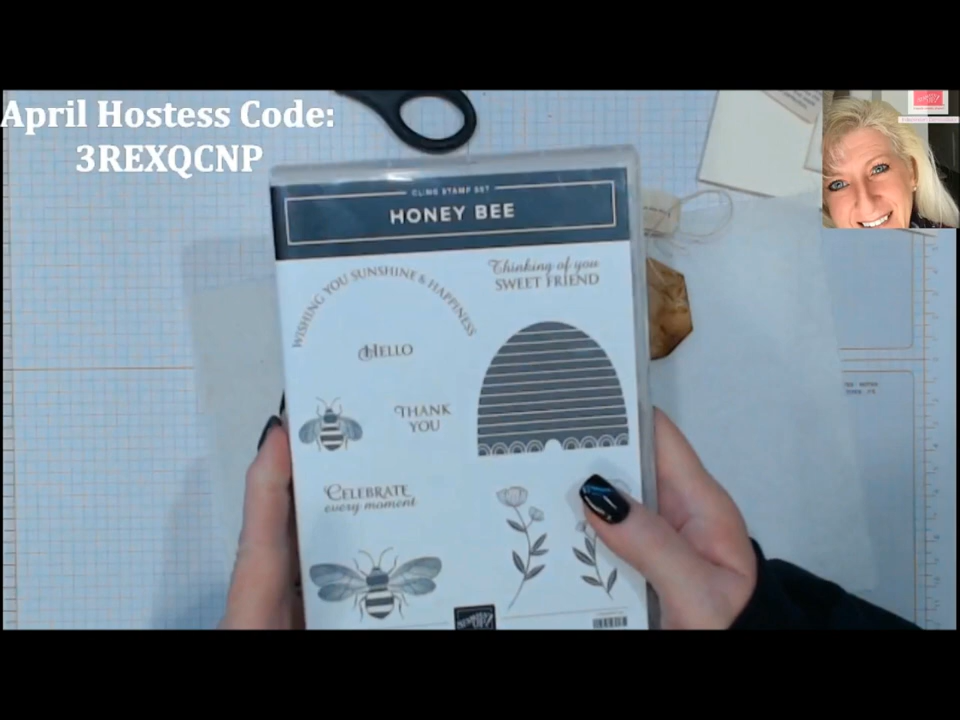 April Hostess Code:
3REXQCNP
CLING STAMP SET
HONEY BEE
WISHING YOU SUNSHINE & HAPPINESS
Thinking of you
SWEET FRIEND
HELLO
THANK
YOU
CELEBRATE
every moment